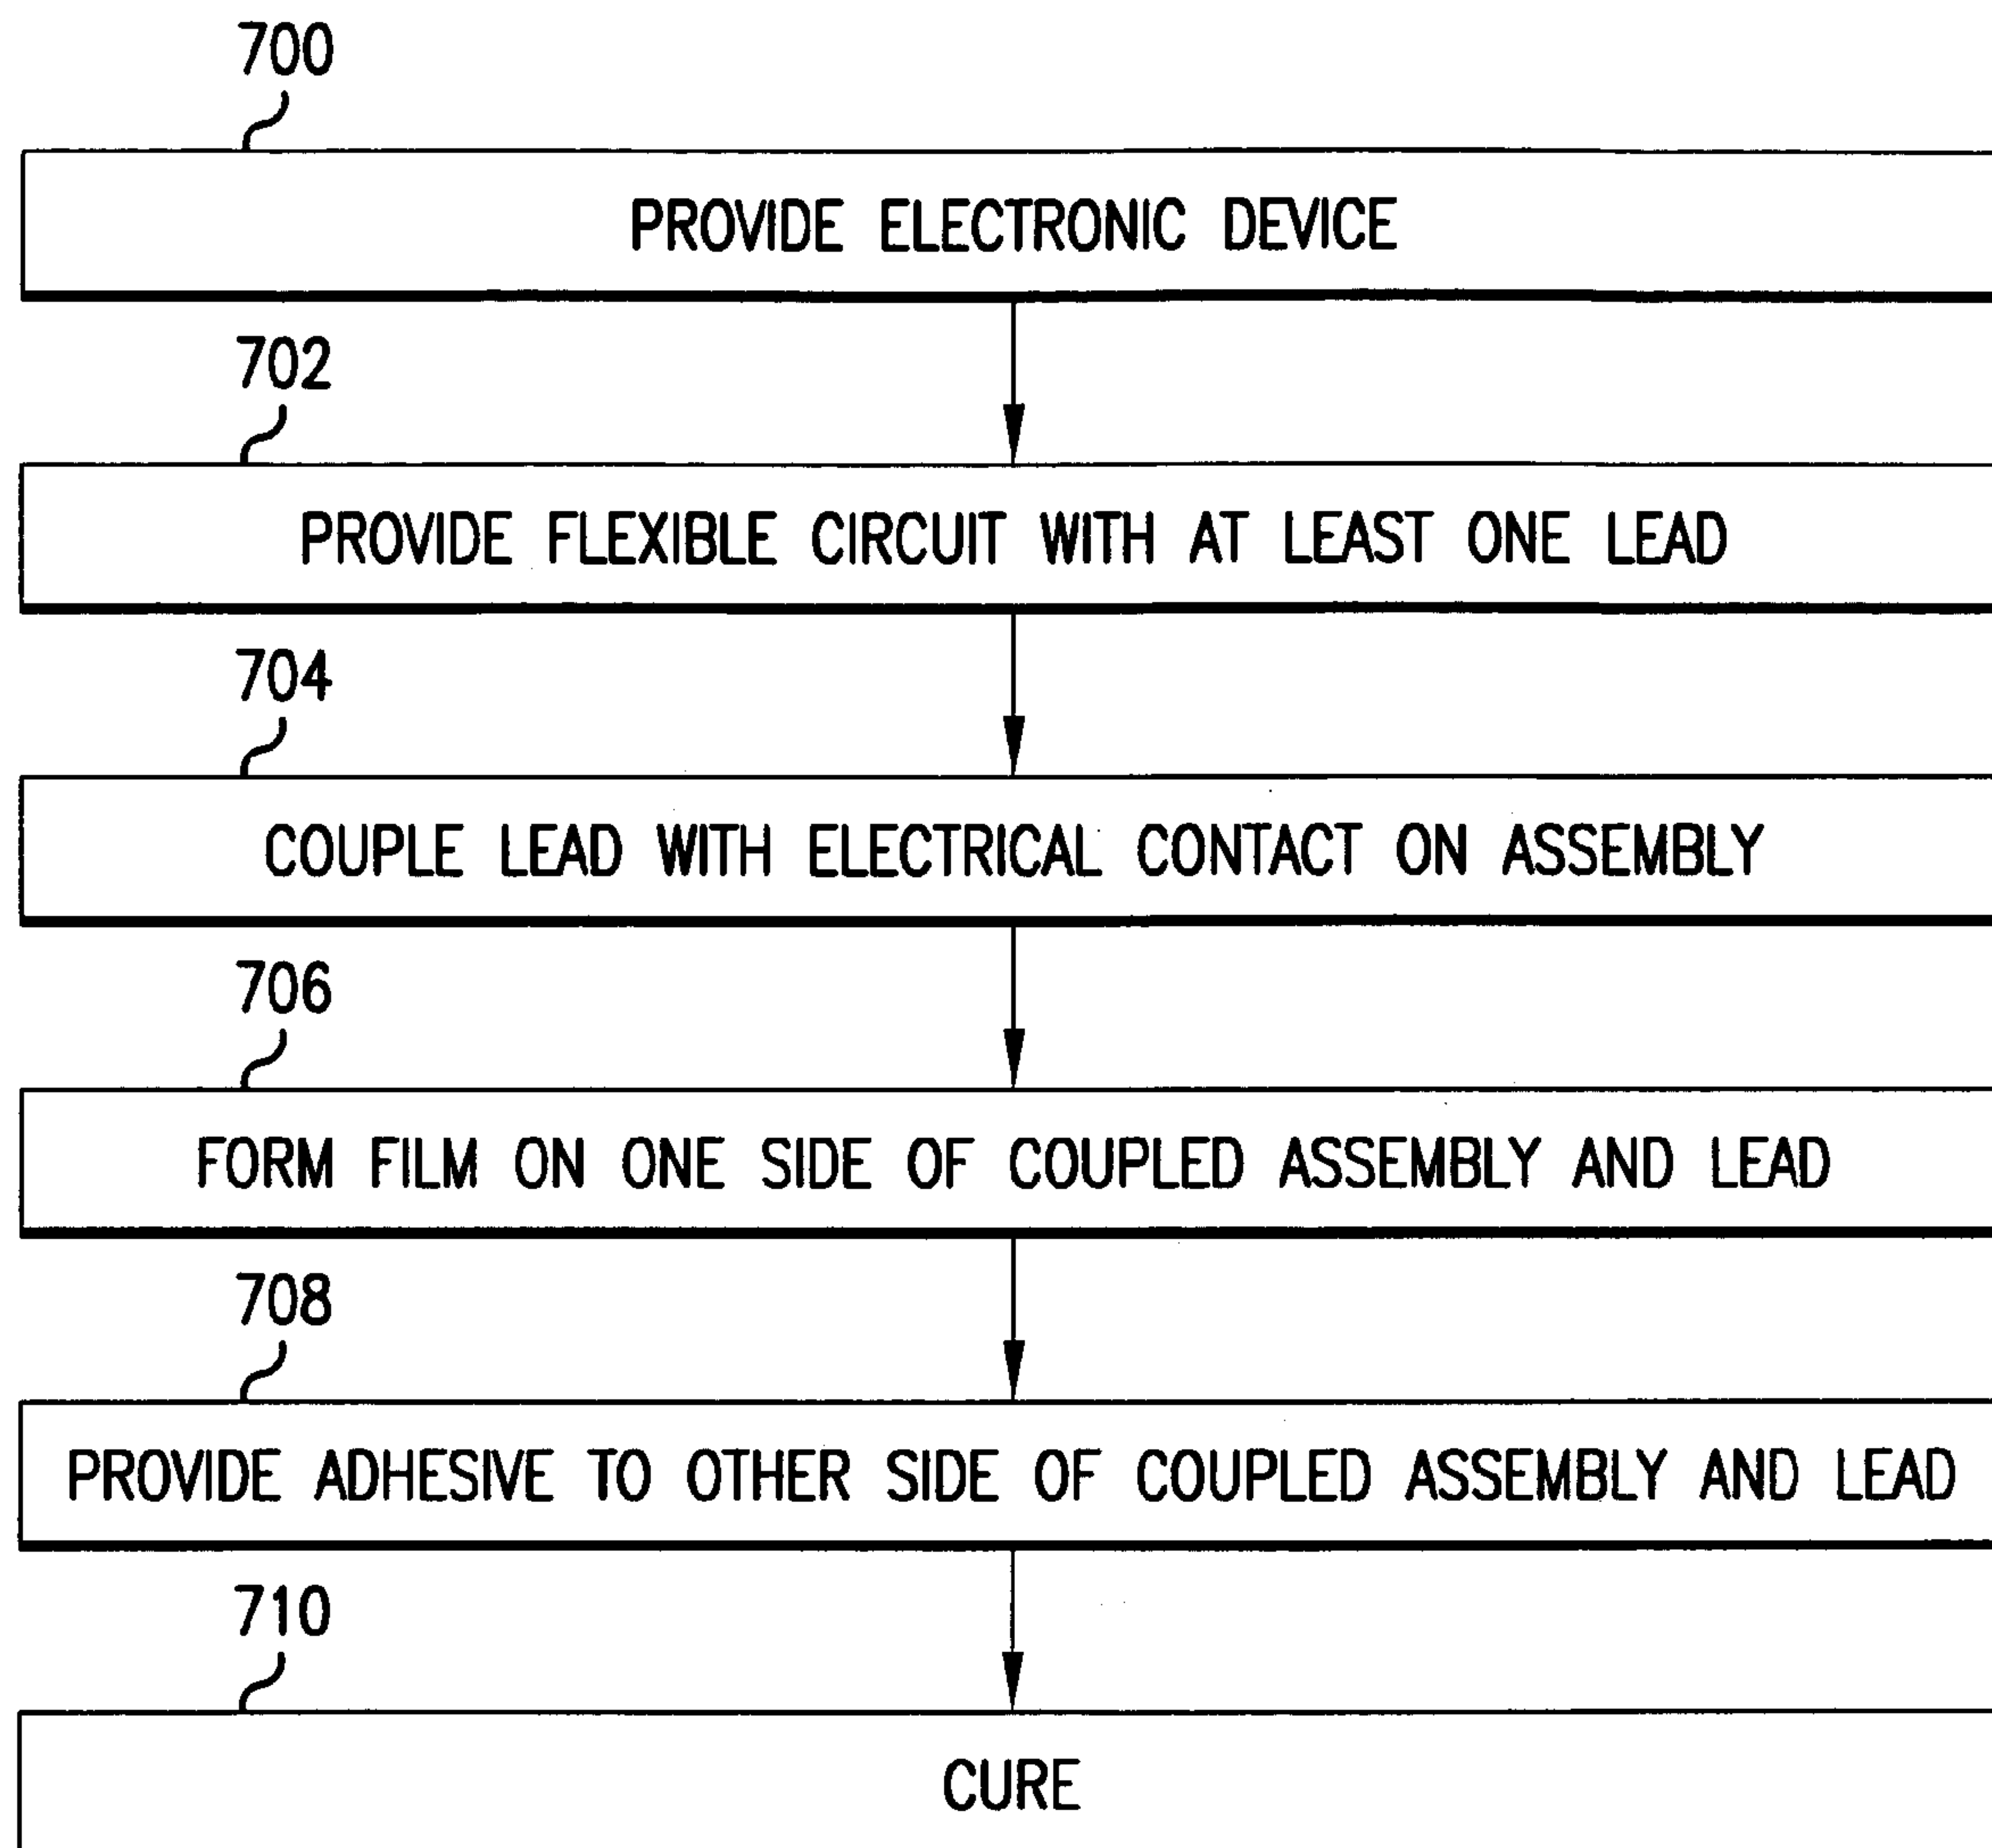 700
PROVIDE ELECTRONIC DEVICE
702
PROVIDE FLEXIBLE CIRCUIT WITH AT LEAST ONE LEAD
704
COUPLE LEAD WITH ELECTRICAL CONTACT ON ASSEMBLY
706
FORM FILM ON ONE SIDE OF COUPLED ASSEMBLY AND LEAD
708
PROVIDE ADHESIVE TO OTHER SIDE OF COUPLED ASSEMBLY AND LEAD
710
CURE